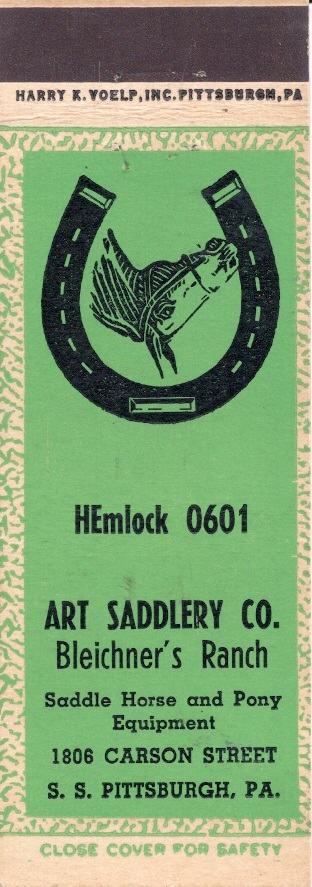 HARRY K. VOELP, INC. PITTSBURGH, PA
HEmlock 0601
ART SADDLERY CO.
Bleichner's Ranch
Saddle Horse and Pony
Equipment
1806 CARSON STREET
S. S. PITTSBURGH, PA.
CLOSE COVER FOR SAFETY